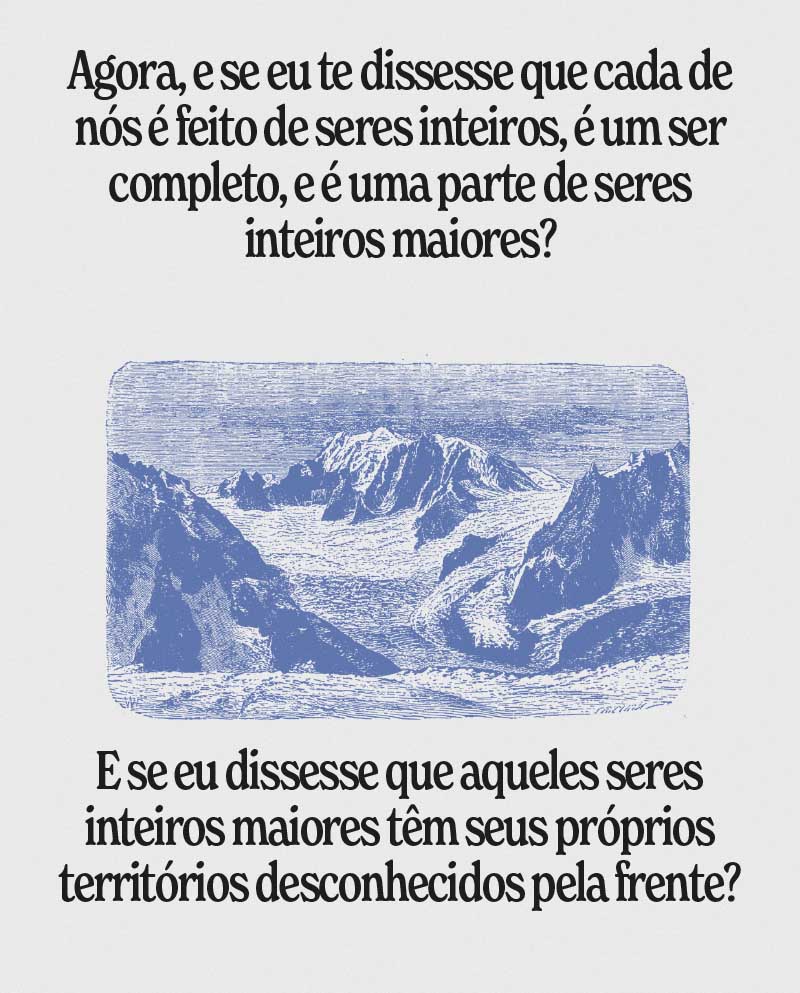 Agora, e se eu te dissesse que cada de
nós é feito de seres inteiros, é um ser
completo, e é uma parte de seres
inteiros maiores?
E se eu dissesse que aqueles seres
inteiros maiores têm seus próprios
territórios desconhecidos pela frente?